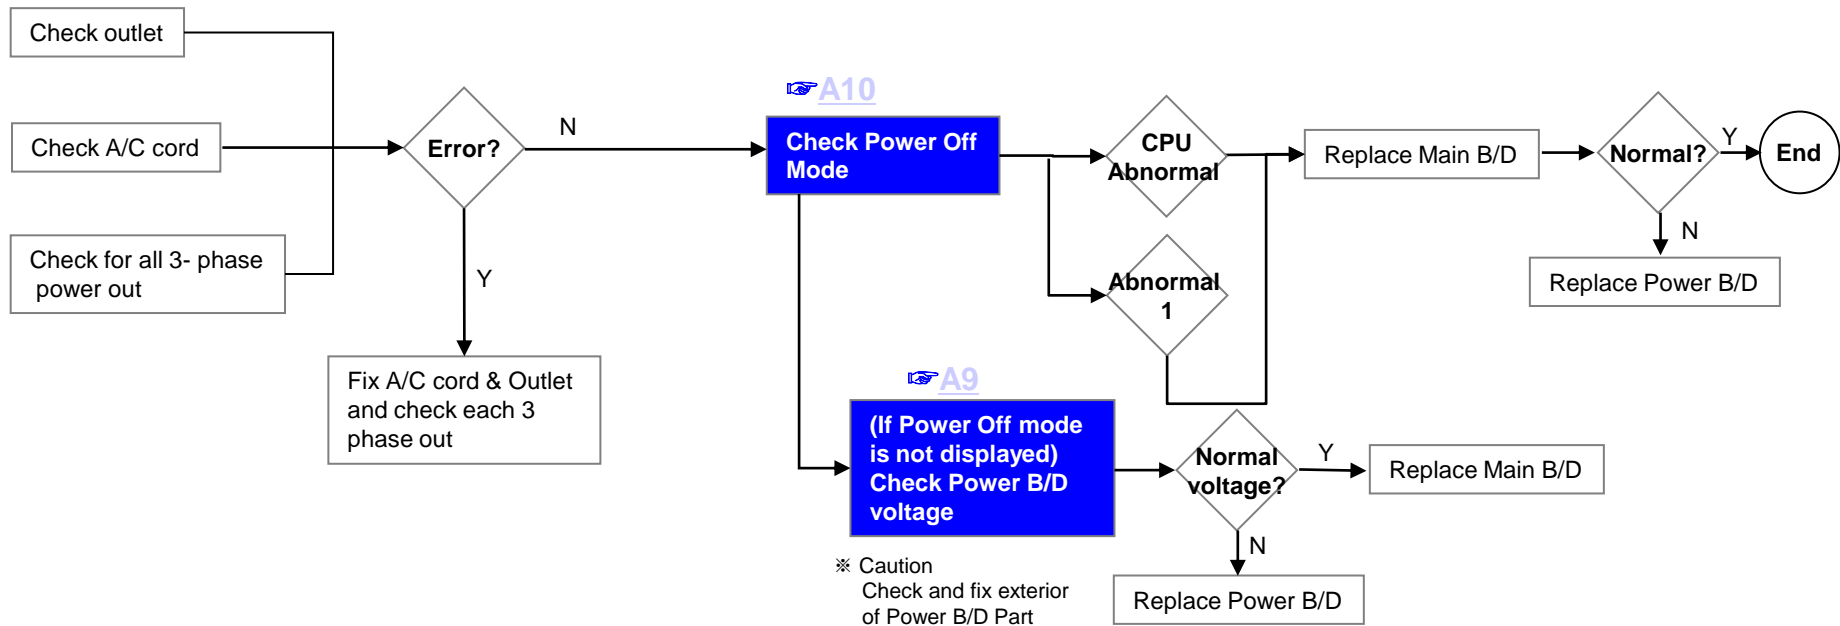 Check outlet
Check A/C cord
Check for all 3- phase
power out
Error?
N
Y
Fix A/C cord & Outlet
and check each 3
phase out
☞A10
Check Power Off
Mode
CPU
Abnormal
Abnormal
1
Replace Main B/D
Normal?
Y
End
N
Replace Power B/D
☞A9
(If Power Off mode
is not displayed)
Check Power B/D
voltage
※ Caution
Check and fix exterior
of Power B/D Part
Normal
voltage?
Y
Replace Main B/D
N
Replace Power B/D